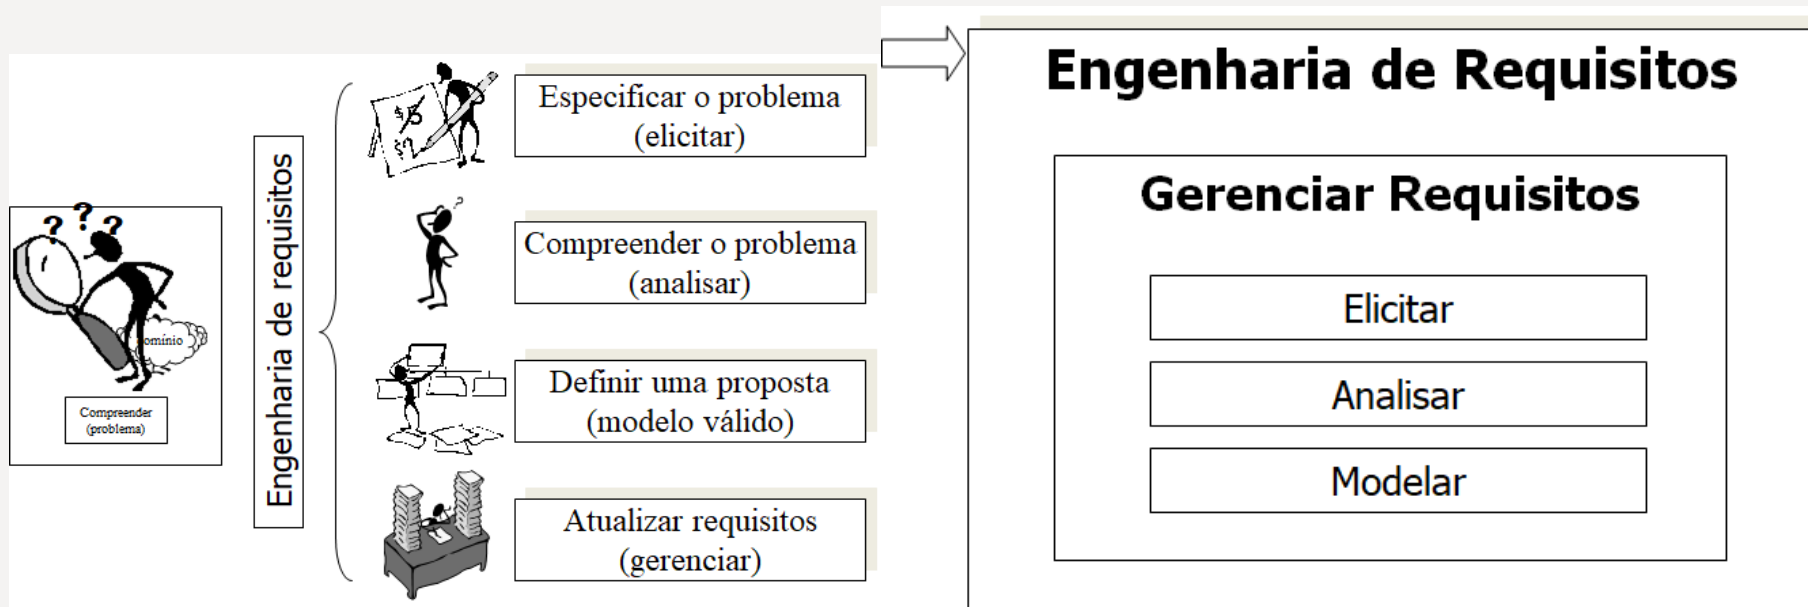 ? ? ?
Compreender
(problema)
Engenharia de requisitos
Especificar o problema
(elicitar)
Compreender o problema
(analisar)
Definir uma proposta
(modelo válido)
Atualizar requisitos
(gerenciar)
Engenharia de Requisitos
Gerenciar Requisitos
Elicitar
Analisar
Modelar